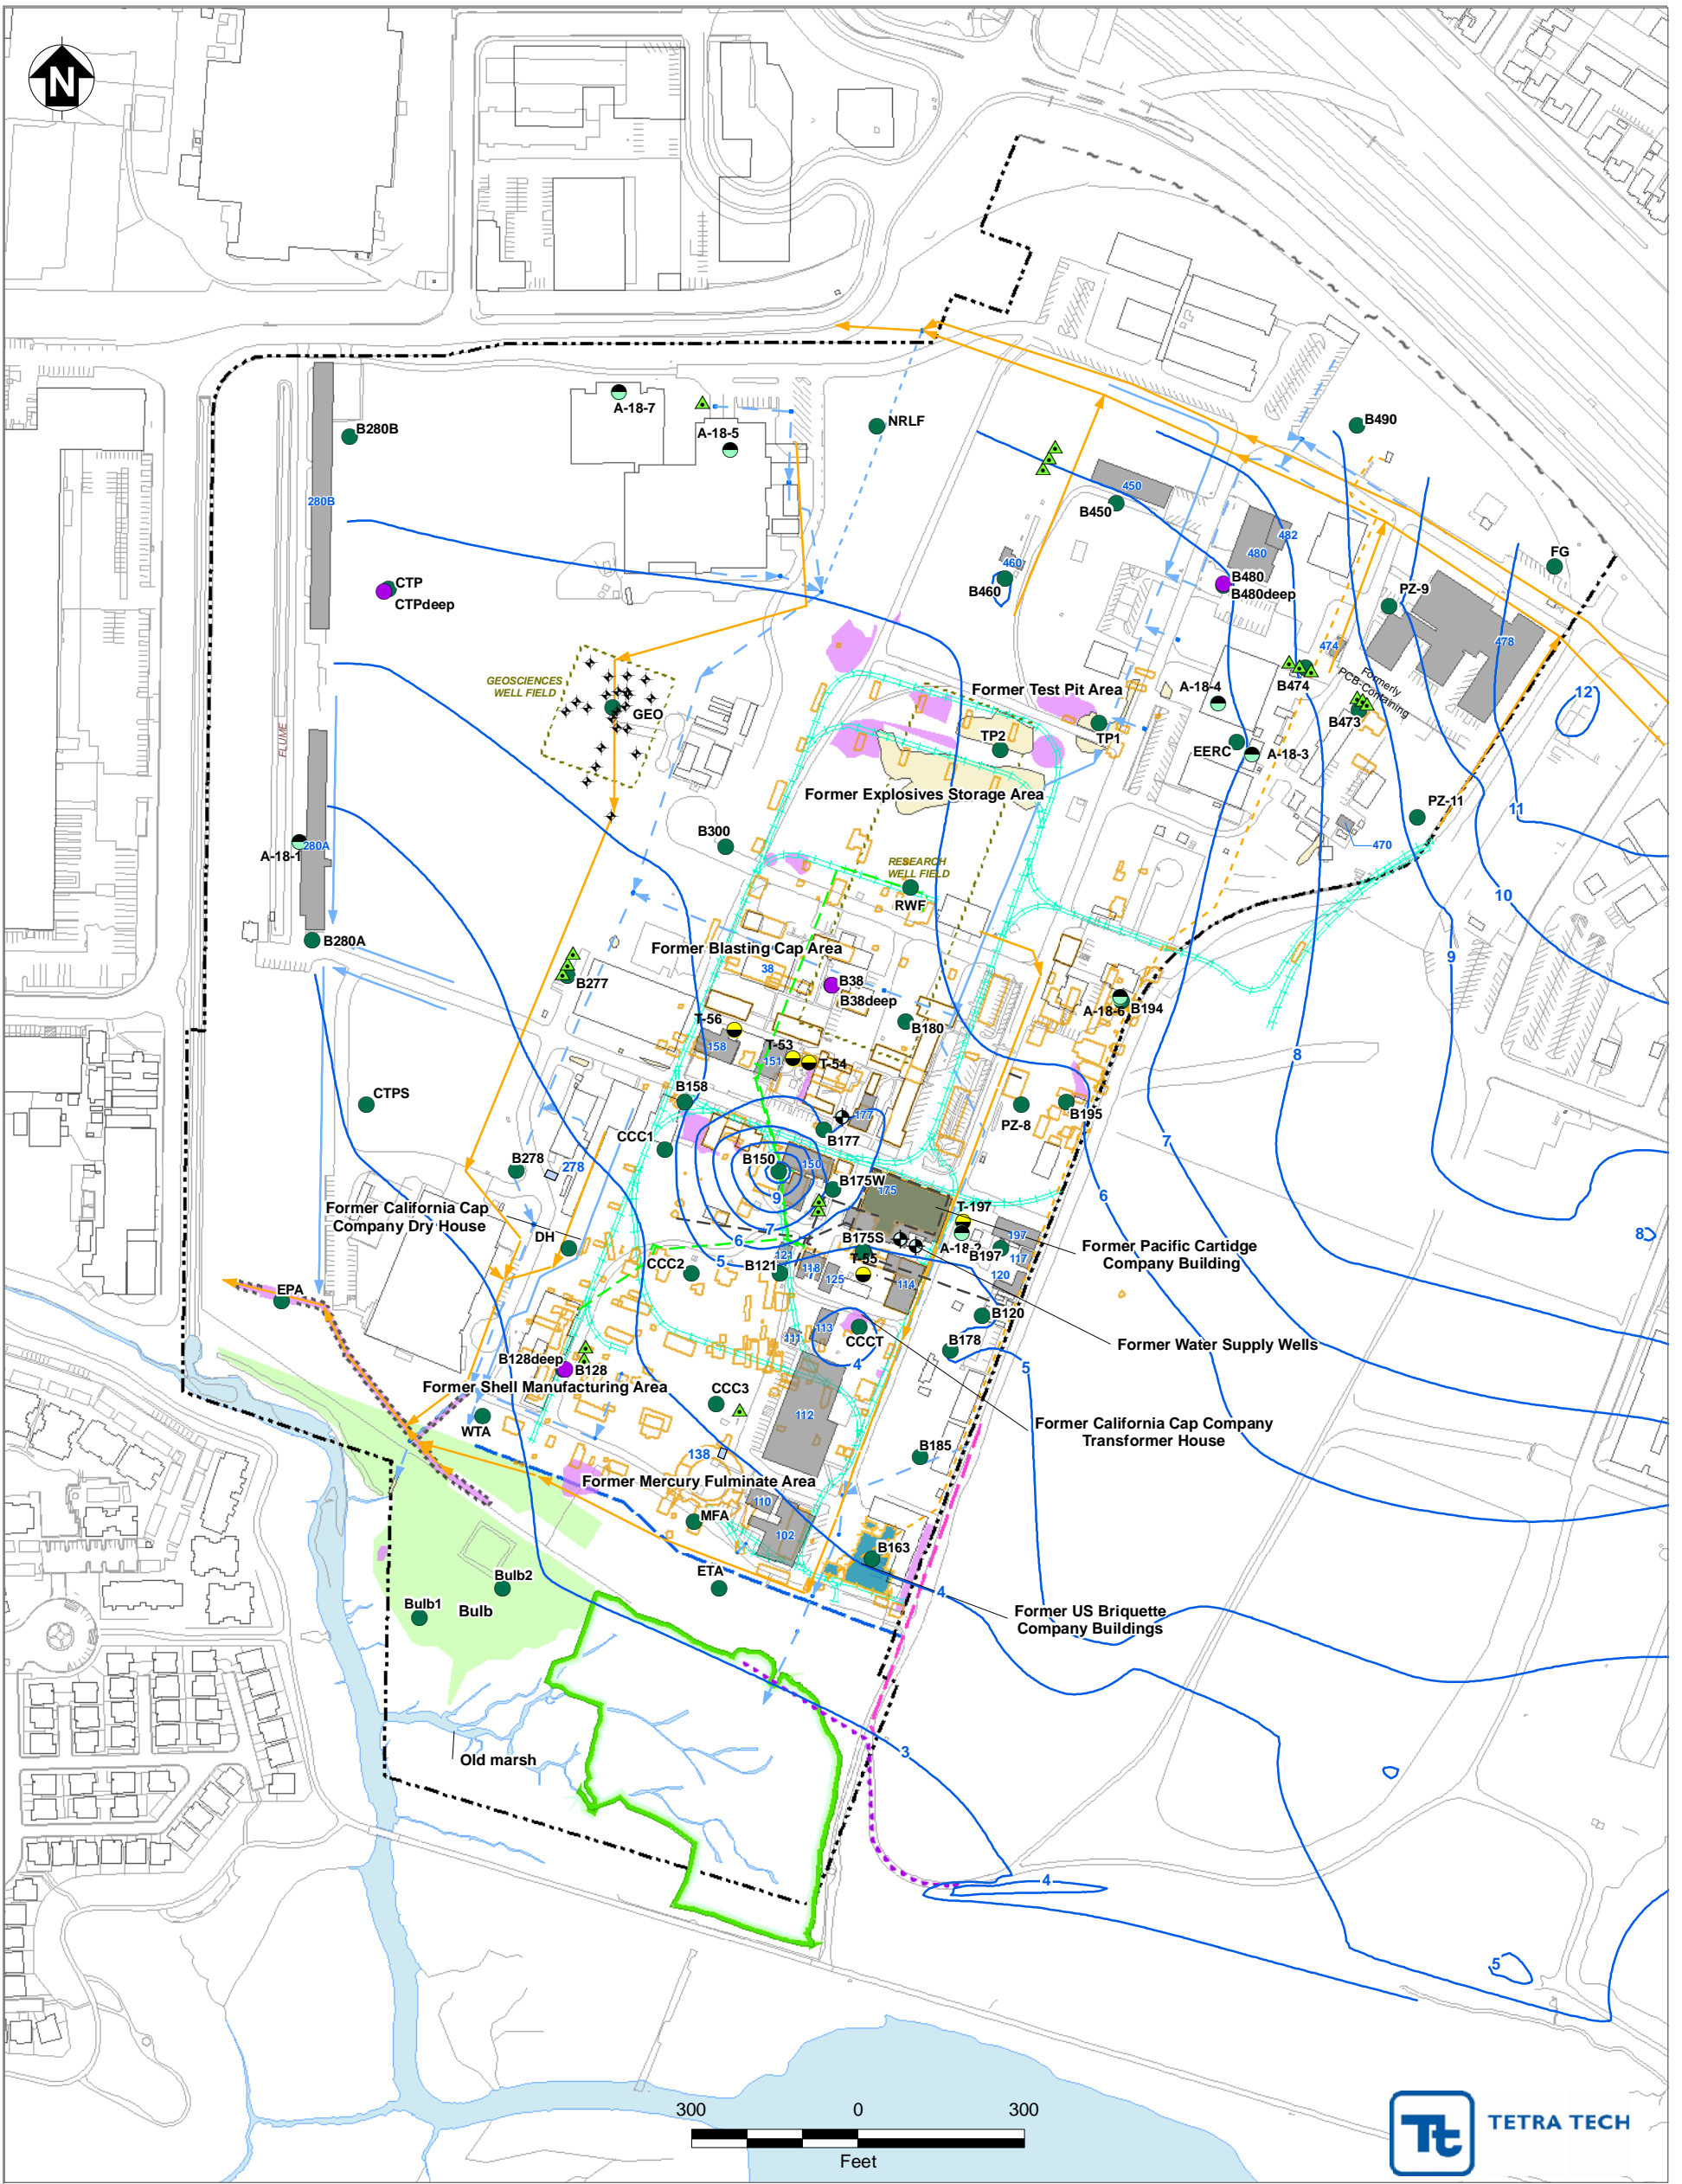 N
A-18-7
A-18-5
NRLF
B490
B280B
280B
450
B450
482
480
FG
460
B460
B480
B480deep
CTP
CTPdeep
PZ-9
478
474
GEOSCIENCES
WELL FIELD
GEO
Former Test Pit Area
A-18-4
B474
Formerly
PCB-Containing
B473
12
TP2
TP1
EERC
A-18-3
FLUME
Former Explosives Storage Area
PZ-11
11
B300
280A
A-18-1
470
RESEARCH
WELL FIELD
RWF
10
B280A
Former Blasting Cap Area
38
9
B277
B38
B38deep
A-18-6
B194
T-56
B180
158
T-53
151
T-54
8
CTPS
B158
177
B195
PZ-8
CCC1
B177
7
B278
278
B150
150
B175W
175
9
6
Former California Cap
Company Dry House
7
T-197
DH
6
B175S
A-18-2
197
B197
117
8
Former Pacific Cartidge
Company Building
5
121
118
T-55
CCC2
B121
125
114
120
EPA
B120
113
111
CCCT
B178
Former Water Supply Wells
4
5
B128deep
B128
Former Shell Manufacturing Area
CCC3
112
WTA
Former California Cap Company
Transformer House
138
B185
Former Mercury Fulminate Area
110
MFA
102
B163
ETA
4
Bulb2
Bulb1
Bulb
Former US Briquette
Company Buildings
Old marsh
3
4
5
300
0
300
Feet
Tt
TETRA TECH